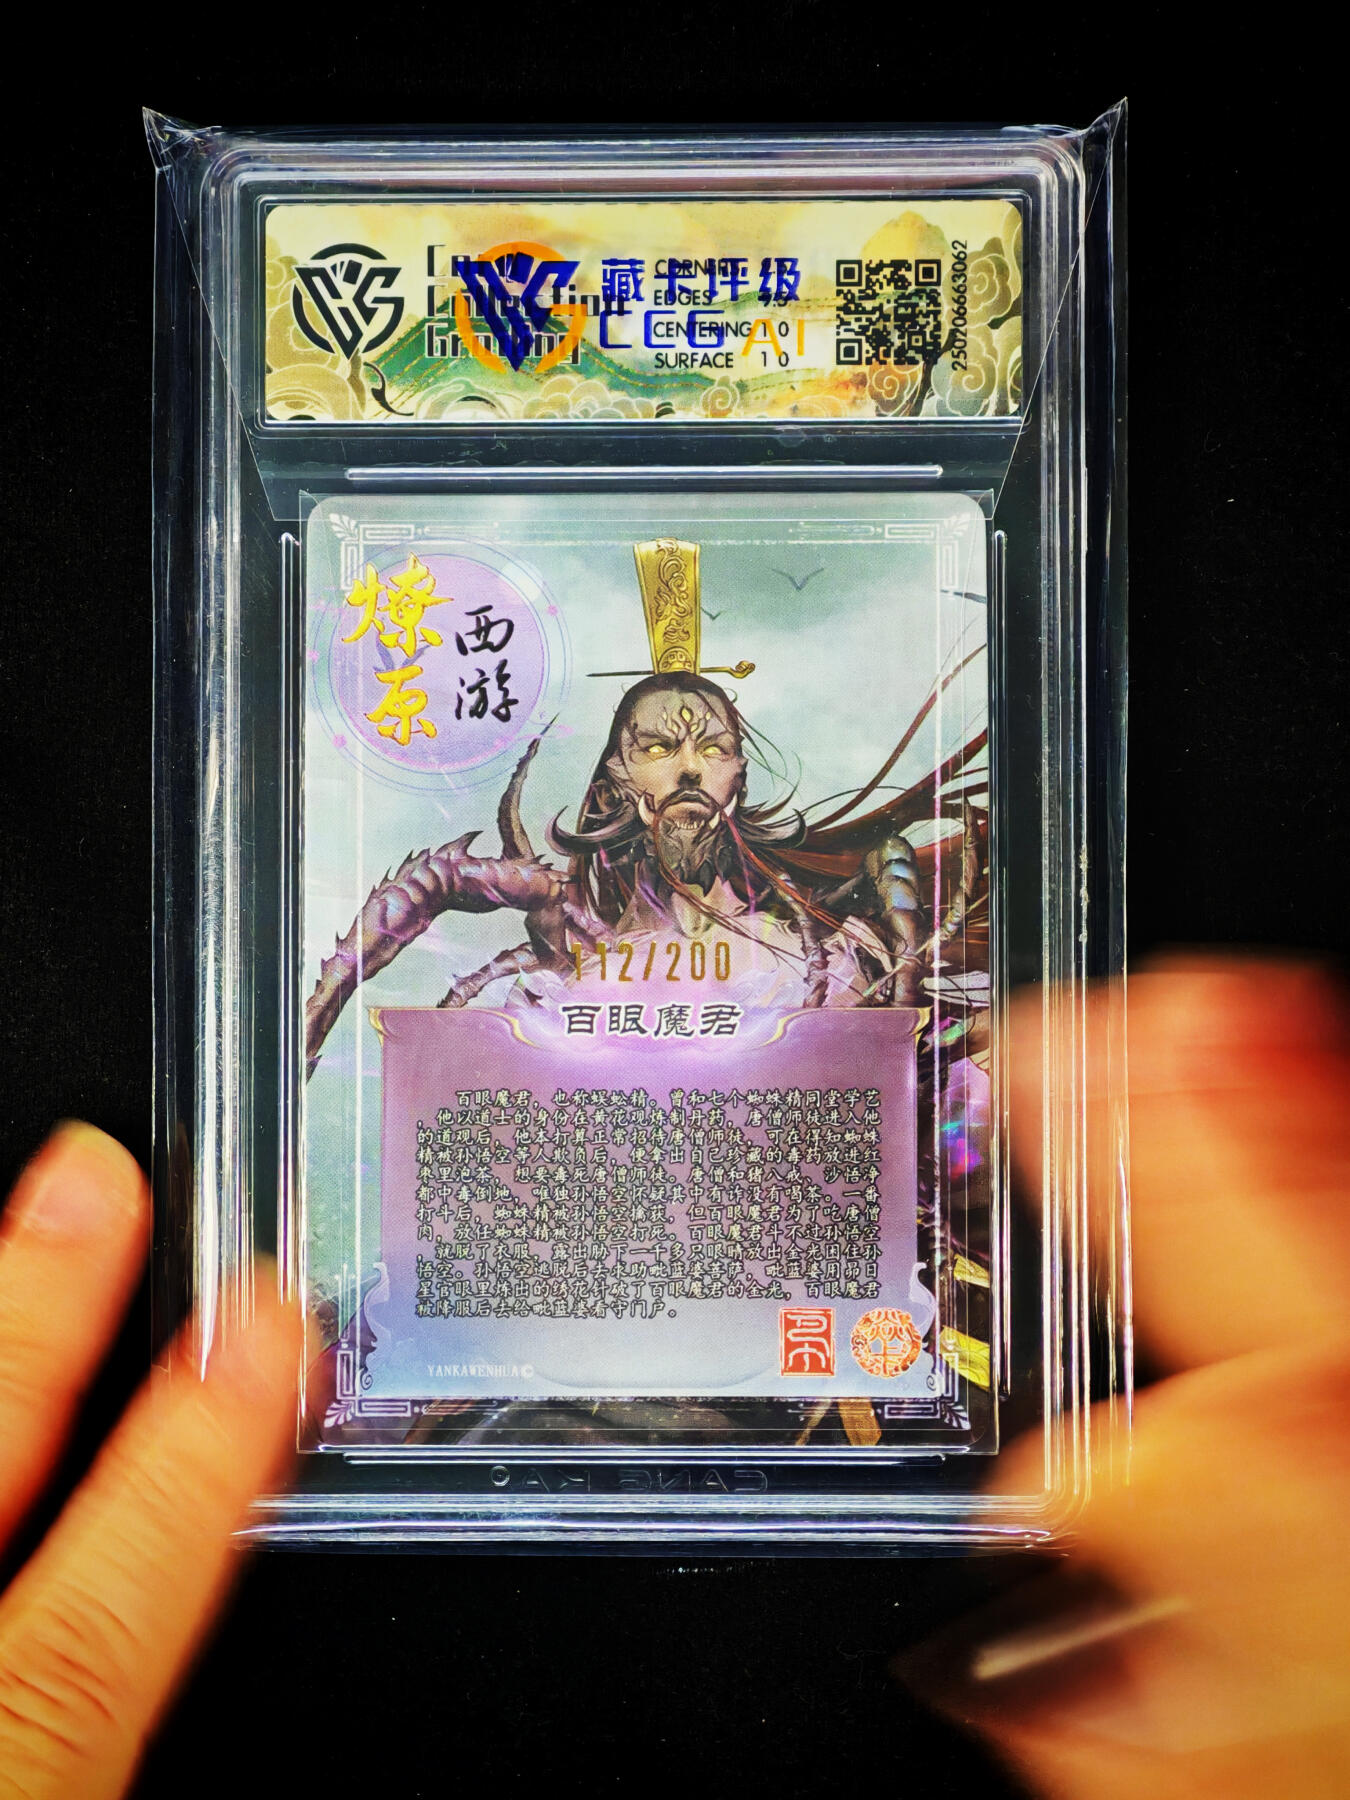 Card
Collection
Grading
藏卡评级
CCGAI
CORNERS 9.5
EDGES 9.5
CENTERING 10
SURFACE 10
250206663062
燎原
西游
112/200
百眼魔君
百眼魔君，也称蜈蚣精。曾和七个蜘蛛精同堂学艺
，他以道士的身份在黄花观炼制丹药。唐僧师徒进入他
的道观后，他本打算正常招待唐僧师徒，可在得知蜘蛛
精被孙悟空等人欺负后，便拿出自己珍藏的毒药放进红
枣里泡茶，想要毒死唐僧师徒。唐僧和猪八戒、沙悟净
都中毒倒地，唯独孙悟空怀疑其中有诈没有喝茶。一番
打斗后，蜘蛛精被孙悟空擒获，但百眼魔君为了吃唐僧
肉，放任蜘蛛精被孙悟空打死。百眼魔君斗不过孙悟空
，就脱了衣服，露出胁下一千多只眼睛放出金光困住孙
悟空。孙悟空逃脱后去求助毗蓝婆菩萨，毗蓝婆用昴日
星官眼里炼出的绣花针破了百眼魔君的金光，百眼魔君
被降服后去给毗蓝婆看守门户。
YANKAWENHUA©
CANG KA